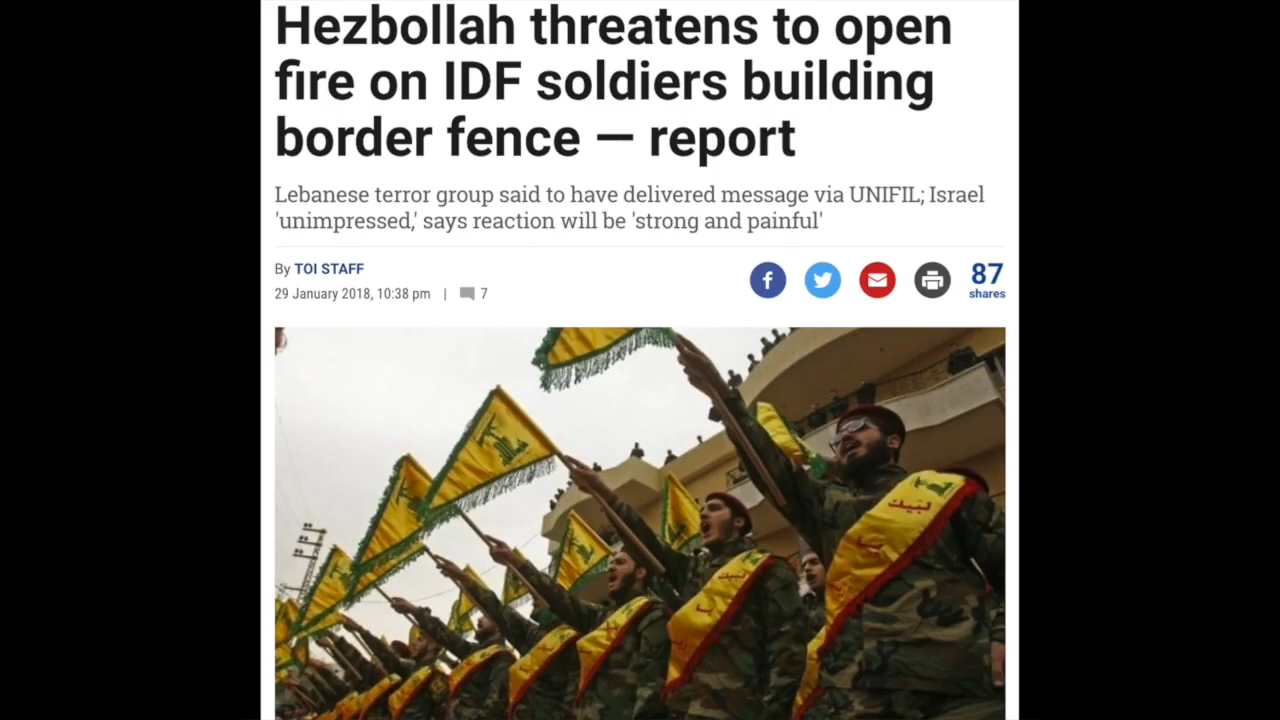 Hezbollah threatens to open
fire on IDF soldiers building
border fence — report
Lebanese terror group said to have delivered message via UNIFIL; Israel
'unimpressed,' says reaction will be 'strong and painful'
By TOI STAFF
29 January 2018, 10:38 pm | 7
87
shares
لبيك
لبيك